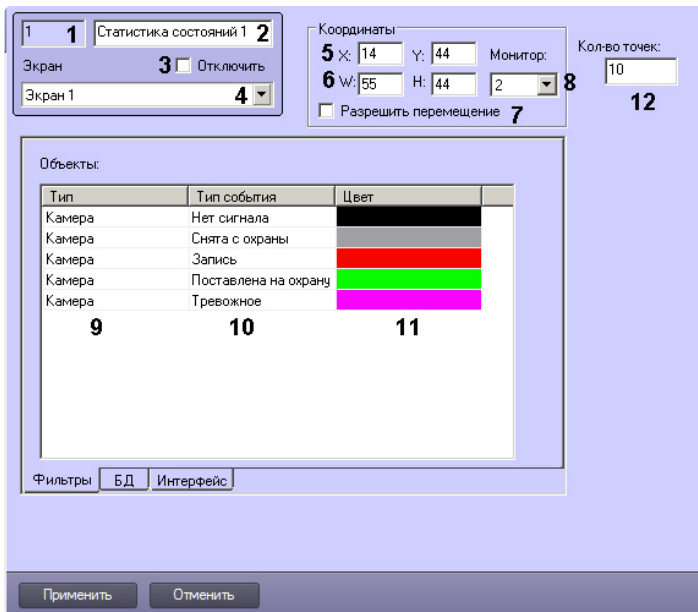 1 1 Статистика состояний 1 2
Экран 3 Отключить
Экран 1 4
Координаты
5 X: 14 Y: 44 Монитор:
6 W: 55 H: 44 2 8
Разрешить перемещение 7
Кол-во точек:
10
12
Объекты:
Тип Тип события Цвет
Камера Нет сигнала
Камера Снята с охраны
Камера Запись
Камера Поставлена на охрану
Камера Тревожное
9 10 11
Фильтры БД Интерфейс
Применить Отменить